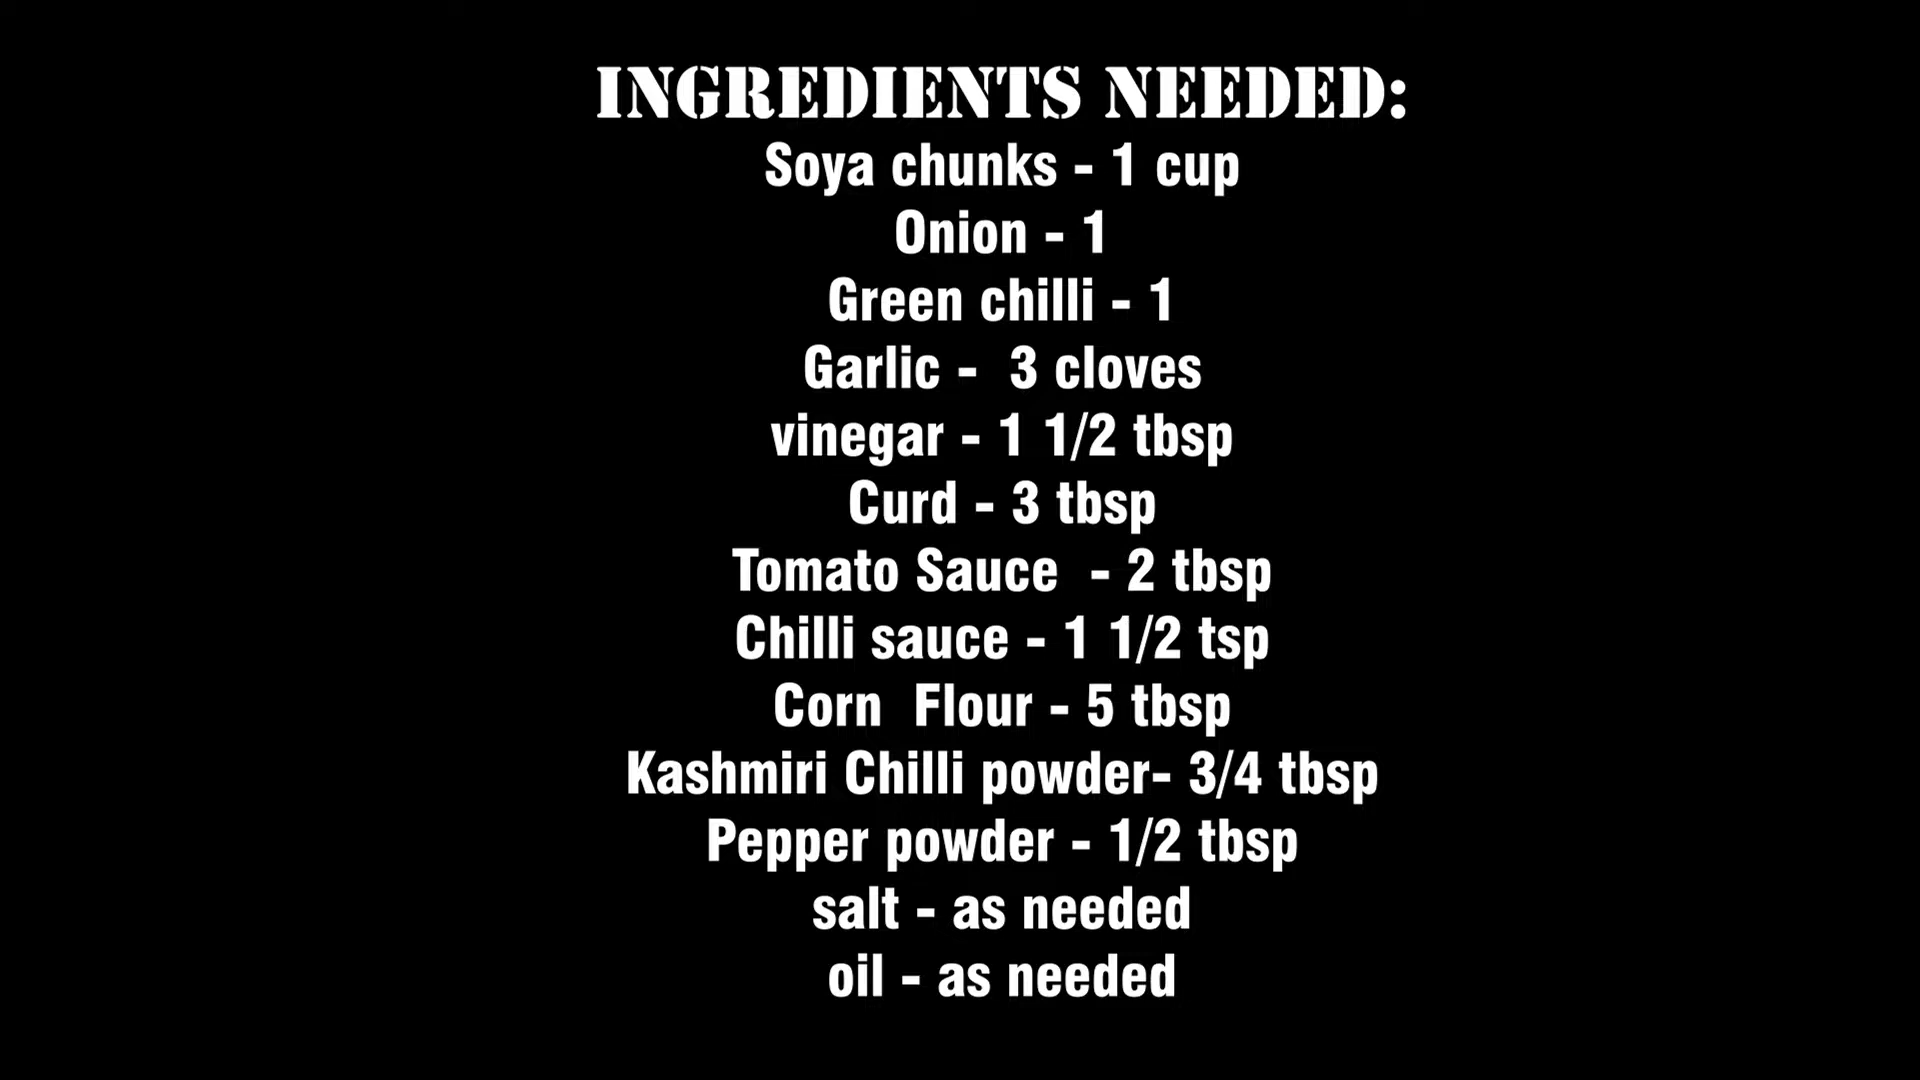 INGREDIENTS NEEDED:
Soya chunks - 1 cup
Onion - 1
Green chilli - 1
Garlic -  3 cloves
vinegar - 1 1/2 tbsp
Curd - 3 tbsp
Tomato Sauce  - 2 tbsp
Chilli sauce - 1 1/2 tsp
Corn  Flour - 5 tbsp
Kashmiri Chilli powder- 3/4 tbsp
Pepper powder - 1/2 tbsp
salt - as needed
oil - as needed